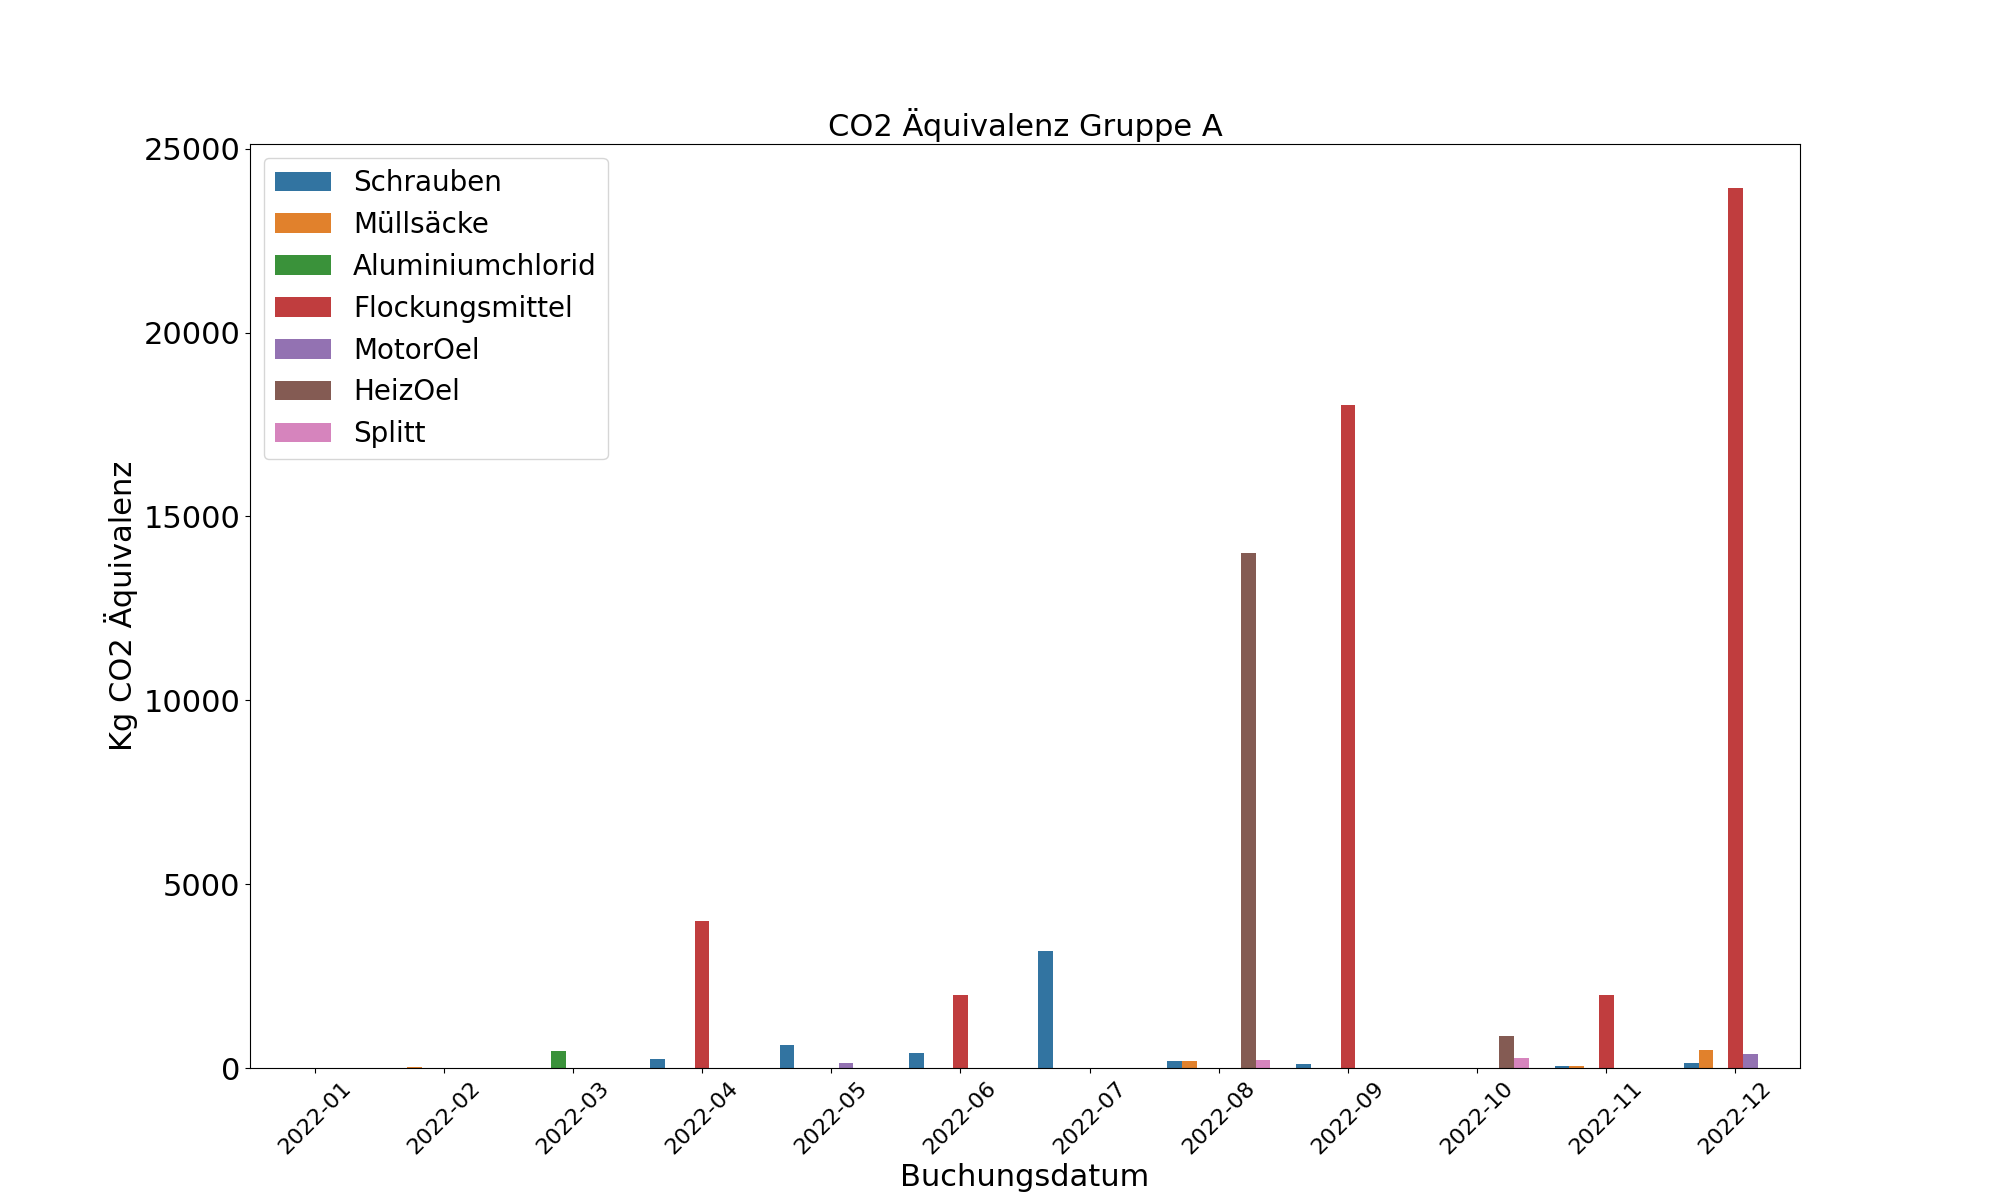 CO2 Äquivalenz Gruppe A
25000
20000
15000
10000
5000
0
Kg CO2 Äquivalenz
Schrauben
Müllsäcke
Aluminiumchlorid
Flockungsmittel
MotorOel
HeizOel
Splitt
2022-01
2022-02
2022-03
2022-04
2022-05
2022-06
2022-07
2022-08
2022-09
2022-10
2022-11
2022-12
Buchungsdatum